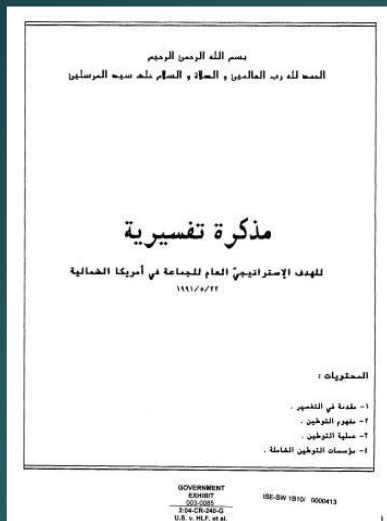 بسم الله الرحمن الرحيم
الحمد لله رب العالمين و الصلاة و السلام على سيد المرسلين
مذكرة تفسيرية
للهدف الإستراتيجيّ العام للجماعة في أمريكا الشمالية
١٩٩١/٥/٢٢
المحتويات :
١- مقدمة في التفسير .
٢- مفهوم التوطين .
٣- عملية التوطين .
٤- مؤسسات التوطين الشاملة .
GOVERNMENT
EXHIBIT
003-0085
3:04-CR-240-G
U.S. v. HLF, et al.
ISE-SW 1B10/ 0000413